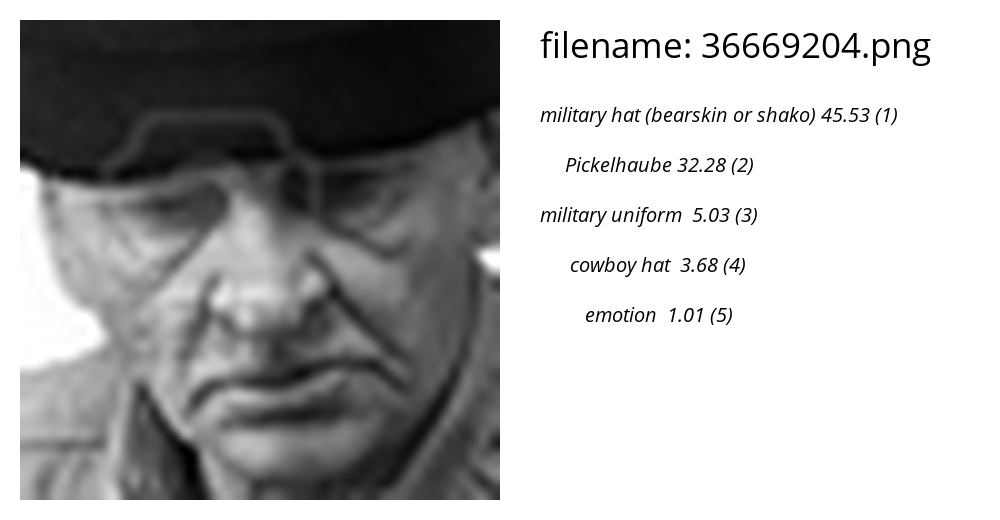 filename: 36669204.png
military hat (bearskin or shako) 45.53 (1)
Pickelhaube 32.28 (2)
military uniform 5.03 (3)
cowboy hat 3.68 (4)
emotion 1.01 (5)